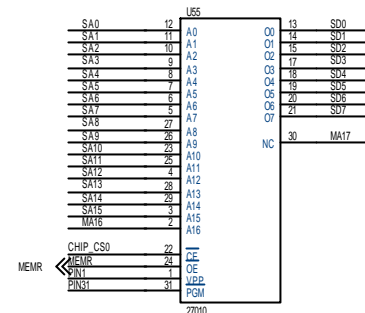 U55
SA0 12 A0 O0 13 SD0
SA1 11 A1 O1 14 SD1
SA2 10 A2 O2 15 SD2
SA3 9 A3 O3 17 SD3
SA4 8 A4 O4 18 SD4
SA5 7 A5 O5 19 SD5
SA6 6 A6 O6 20 SD6
SA7 5 A7 O7 21 SD7
SA8 27 A8
SA9 26 A9 NC 30 MA17
SA10 23 A10
SA11 25 A11
SA12 4 A12
SA13 28 A13
SA14 29 A14
SA15 3 A15
MA16 2 A16
CHIP_CS0 22 CE
MEMR MEMR 24 OE
PIN1 1 VPP
PIN31 31 PGM
27010